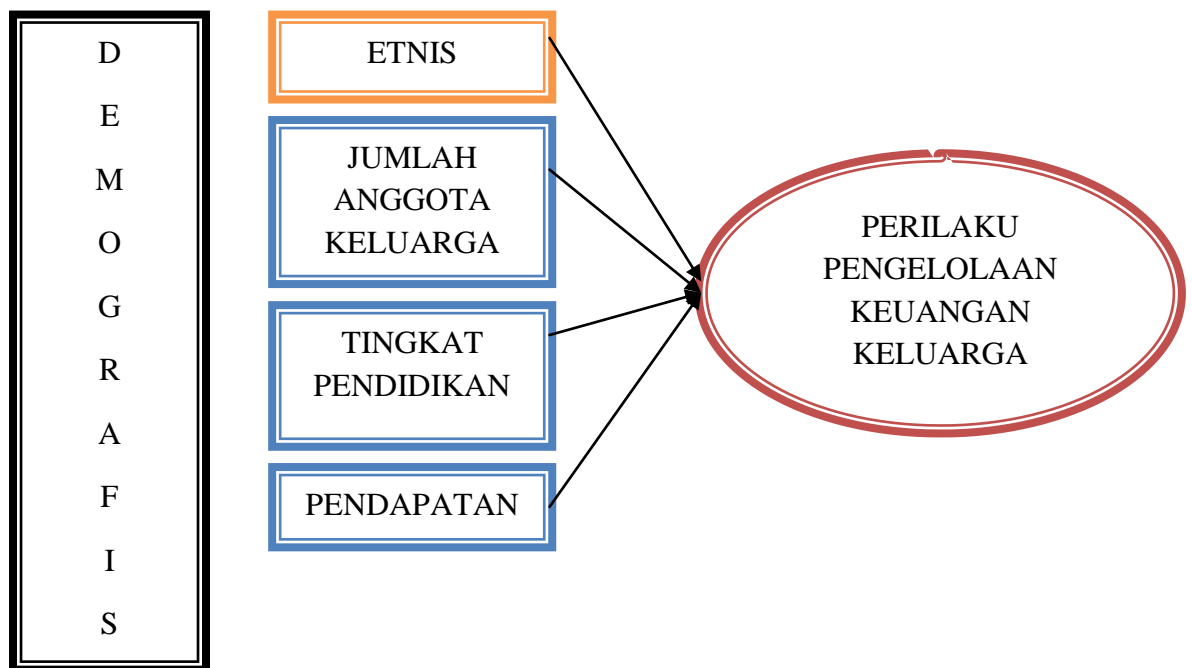 D
E
M
O
G
R
A
F
I
S
ETNIS
JUMLAH
ANGGOTA
KELUARGA
TINGKAT
PENDIDIKAN
PENDAPATAN
PERILAKU
PENGELOLAAN
KEUANGAN
KELUARGA